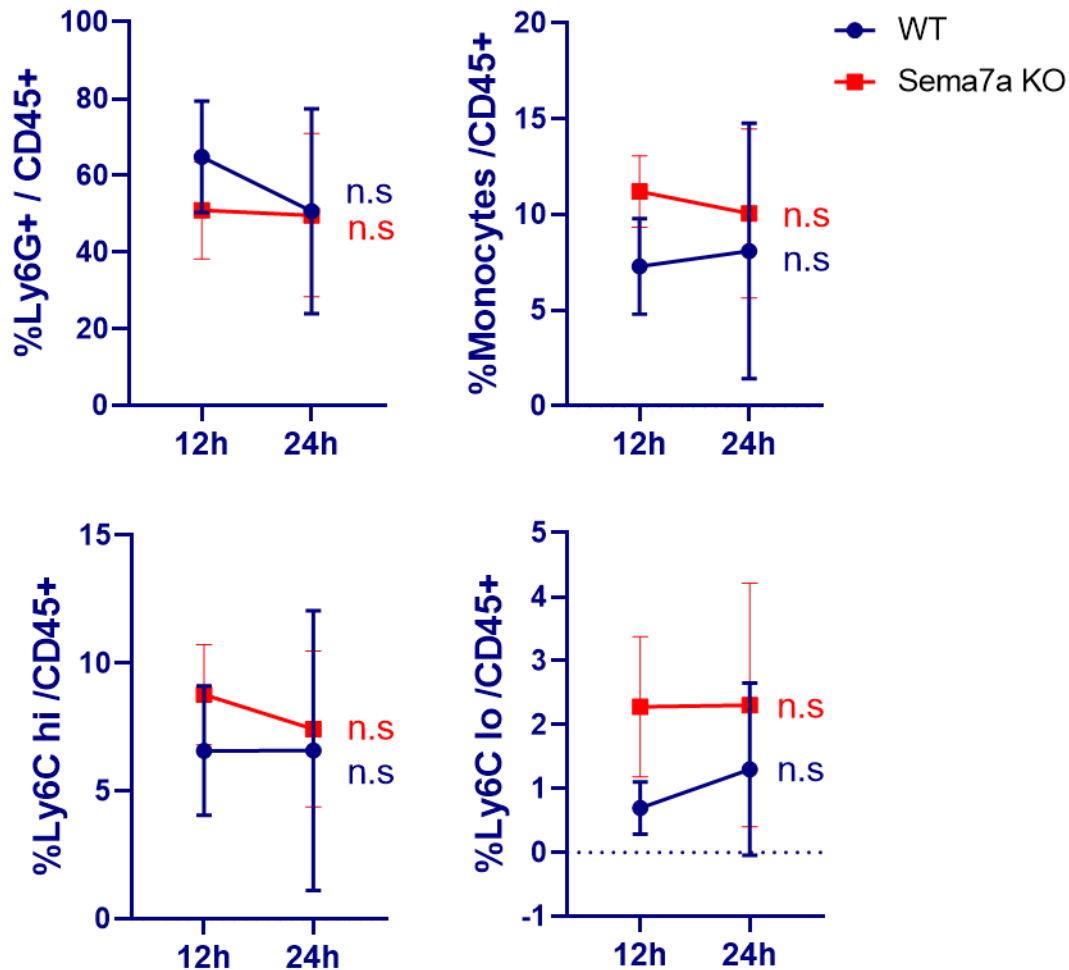 %Ly6G+ / CD45+
100
80
60
40
20
0
12h
24h
n.s
n.s
%Monocytes /CD45+
20
15
10
5
0
12h
24h
n.s
n.s
WT
Sema7a KO
%Ly6C hi /CD45+
15
10
5
0
12h
24h
n.s
n.s
%Ly6C lo /CD45+
5
4
3
2
1
0
-1
12h
24h
n.s
n.s